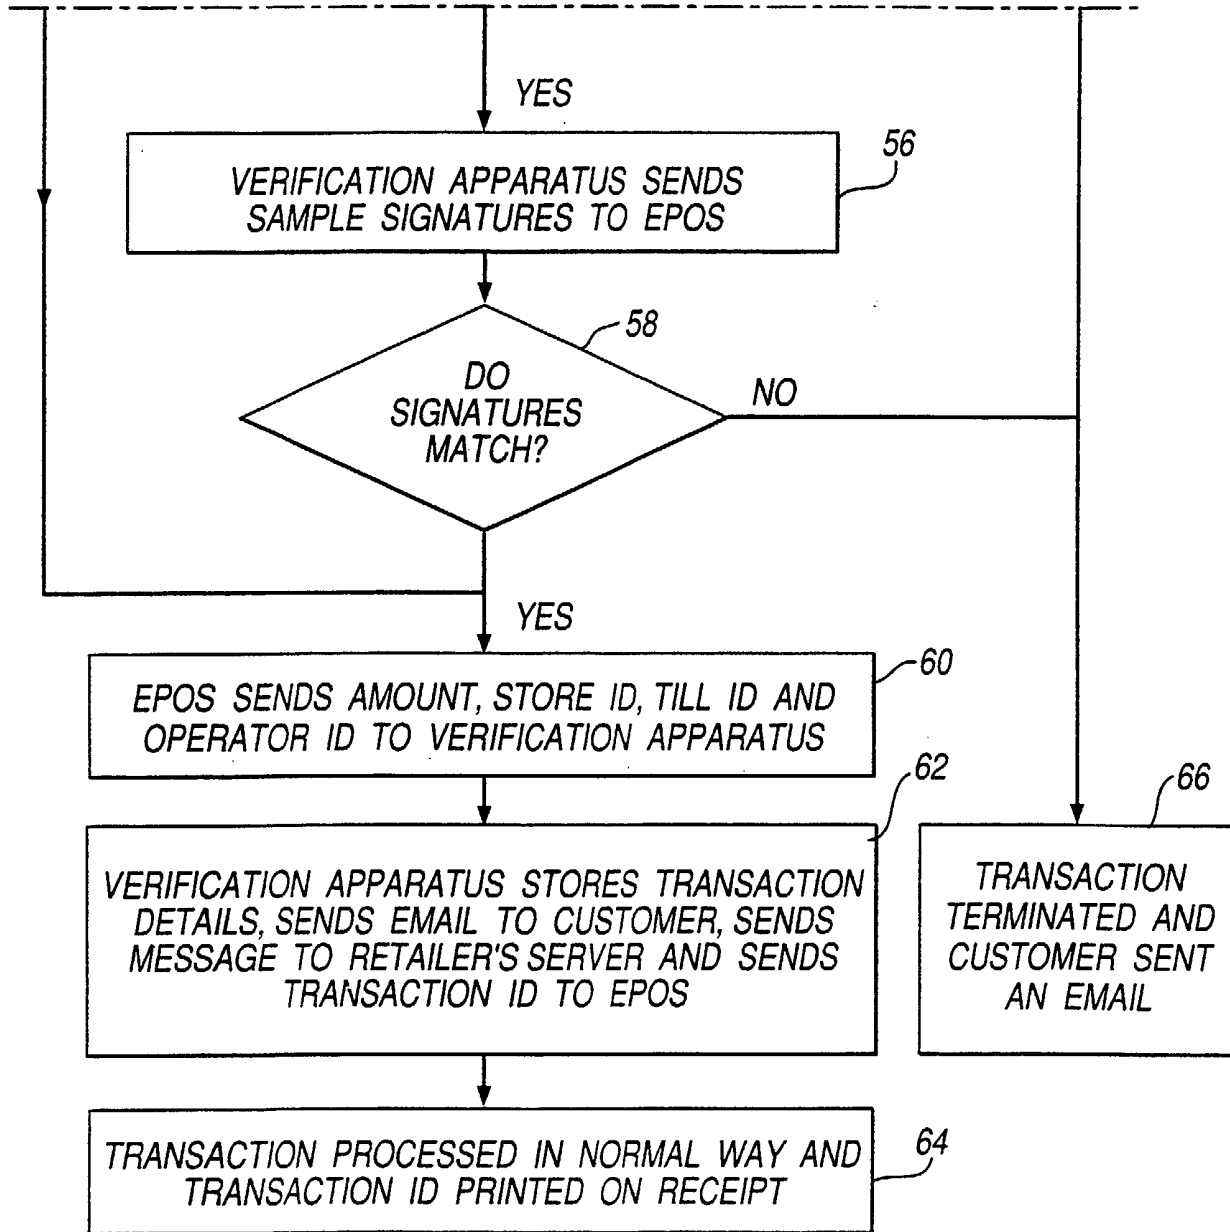 YES
56
VERIFICATION APPARATUS SENDS
SAMPLE SIGNATURES TO EPOS
58
DO
SIGNATURES
MATCH?
NO
YES
60
EPOS SENDS AMOUNT, STORE ID, TILL ID AND
OPERATOR ID TO VERIFICATION APPARATUS
62
VERIFICATION APPARATUS STORES TRANSACTION
DETAILS, SENDS EMAIL TO CUSTOMER, SENDS
MESSAGE TO RETAILER'S SERVER AND SENDS
TRANSACTION ID TO EPOS
66
TRANSACTION
TERMINATED AND
CUSTOMER SENT
AN EMAIL
64
TRANSACTION PROCESSED IN NORMAL WAY AND
TRANSACTION ID PRINTED ON RECEIPT